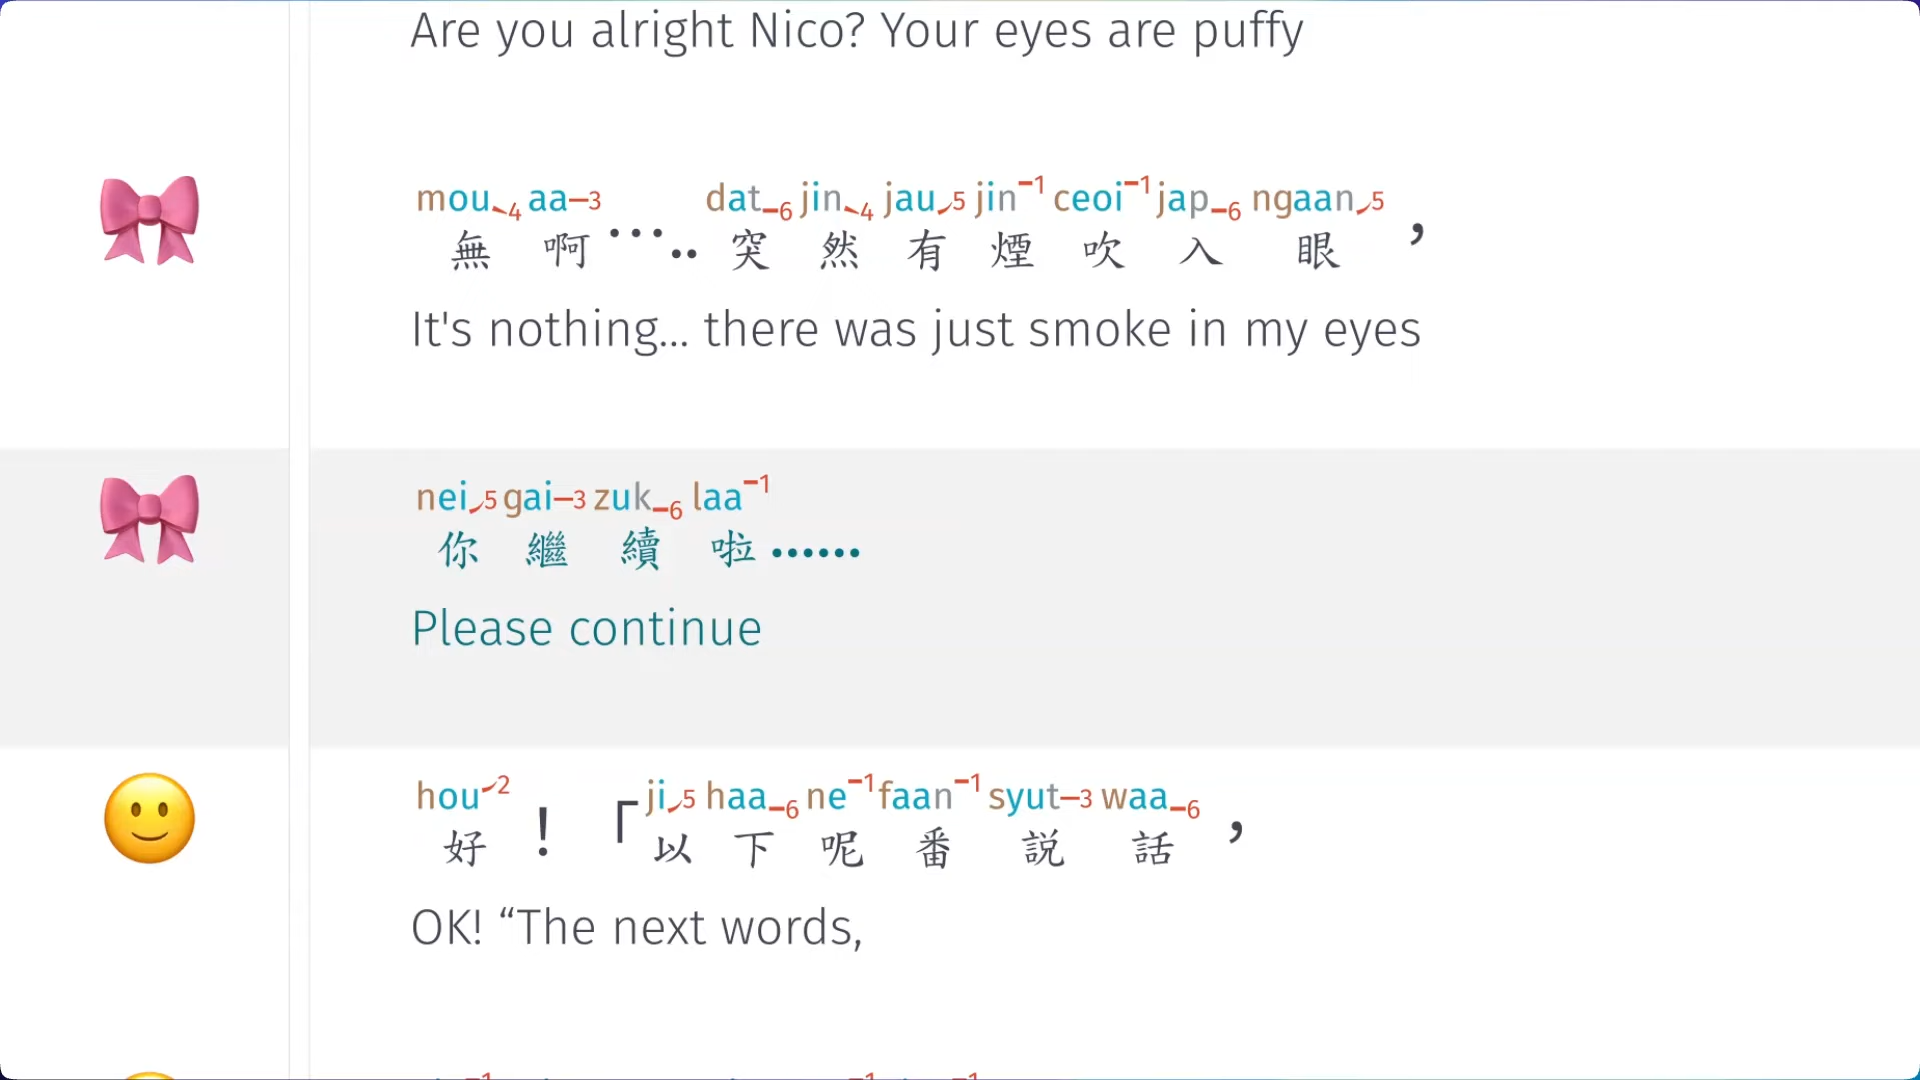 Are you alright Nico? Your eyes are puffy
mou4 aa3 dat6 jin4 jau5 jin1 ceoi1 jap6 ngaan5
無啊…..突然有煙吹入眼，
It's nothing... there was just smoke in my eyes
nei5 gai3 zuk6 laa1
你繼續啦......
Please continue
hou2 ji5 haa6 ne1 faan1 syut3 waa6
好！「以下呢番説話，
OK! “The next words,